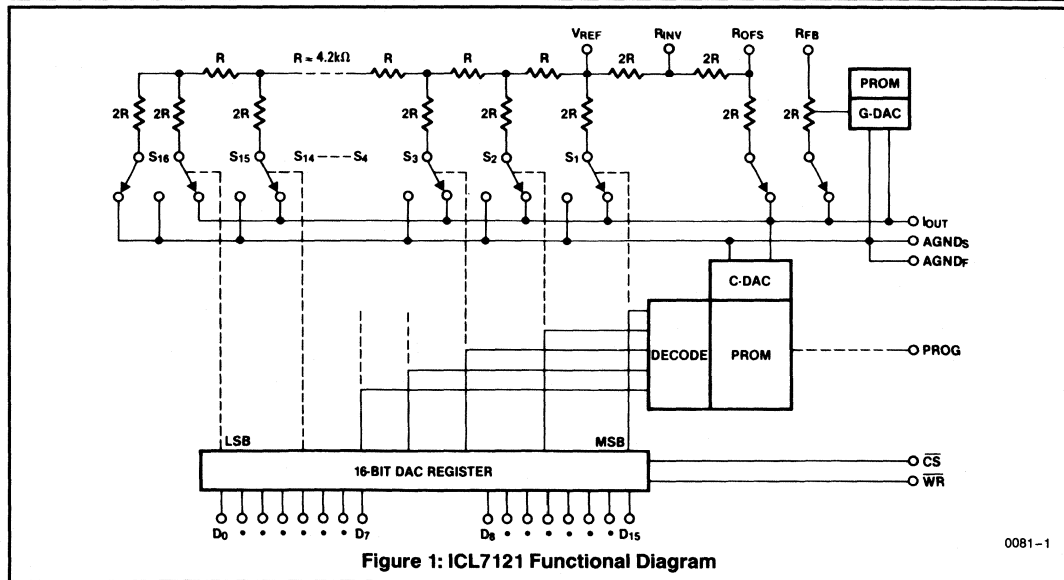 VREF RINV ROFS RFB
R R = 4.2kΩ R R R 2R 2R
PROM
G-DAC
2R 2R 2R 2R 2R 2R 2R 2R
S16 S15 S14 S4 S3 S2 S1
IOUT
AGNDS
AGNDF
C-DAC
DECODE PROM PROG
LSB MSB
16-BIT DAC REGISTER
CS
WR
D0 D7 D8 D15
0081-1
Figure 1: ICL7121 Functional Diagram